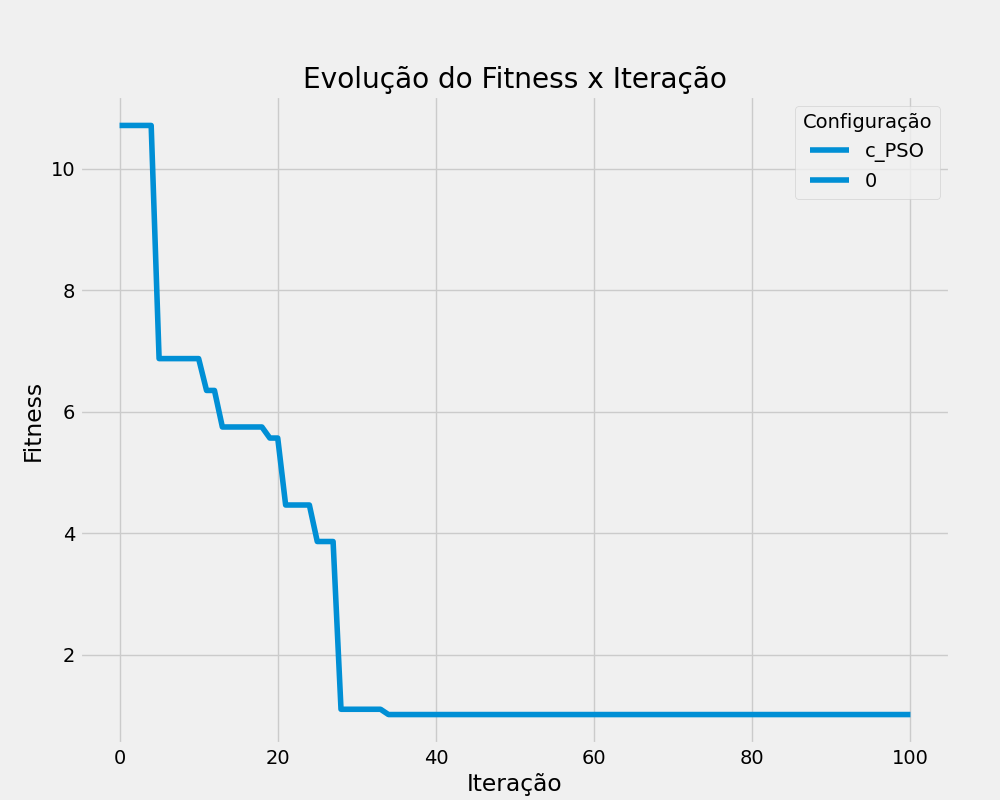 Evolução do Fitness x Iteração
Configuração
c_PSO
0
Fitness
10
8
6
4
2
0 20 40 60 80 100
Iteração